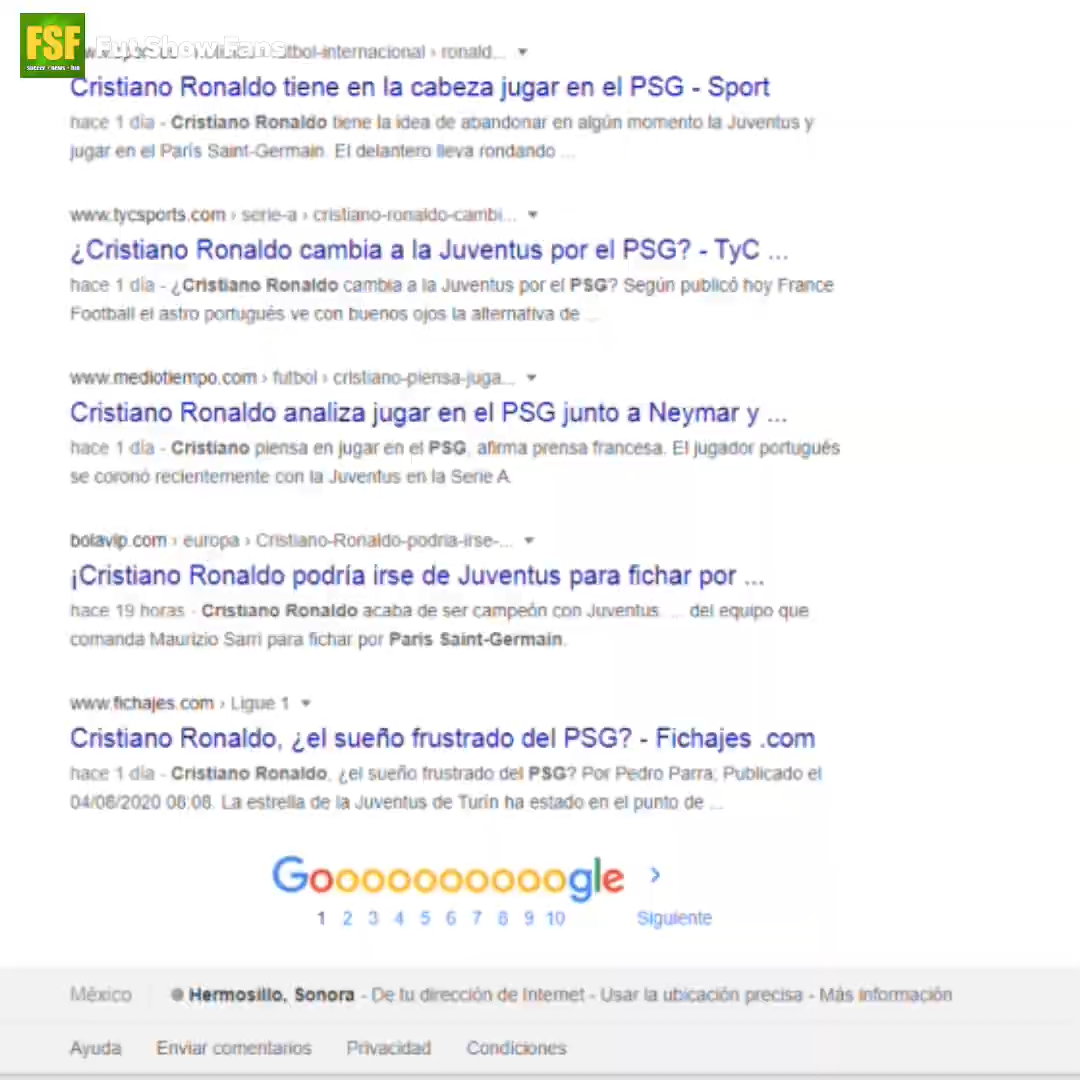 FSF
SOCCER • NEWS • FAN
FutShowFans
futbol-internacional › ronald...
Cristiano Ronaldo tiene en la cabeza jugar en el PSG - Sport
hace 1 día - Cristiano Ronaldo tiene la idea de abandonar en algún momento la Juventus y
jugar en el París Saint-Germain. El delantero lleva rondando ...
www.tycsports.com › serie-a › cristiano-ronaldo-cambi...
¿Cristiano Ronaldo cambia a la Juventus por el PSG? - TyC ...
hace 1 día - ¿Cristiano Ronaldo cambia a la Juventus por el PSG? Según publicó hoy France
Football el astro portugués ve con buenos ojos la alternativa de ...
www.mediotiempo.com › futbol › cristiano-piensa-juga...
Cristiano Ronaldo analiza jugar en el PSG junto a Neymar y ...
hace 1 día - Cristiano piensa en jugar en el PSG, afirma prensa francesa. El jugador portugués
se coronó recientemente con la Juventus en la Serie A.
bolavip.com › europa › Cristiano-Ronaldo-podria-irse-...
¡Cristiano Ronaldo podría irse de Juventus para fichar por ...
hace 19 horas - Cristiano Ronaldo acaba de ser campeón con Juventus. ... del equipo que
comanda Maurizio Sarri para fichar por Paris Saint-Germain.
www.fichajes.com › Ligue 1
Cristiano Ronaldo, ¿el sueño frustrado del PSG? - Fichajes .com
hace 1 día - Cristiano Ronaldo, ¿el sueño frustrado del PSG? Por Pedro Parra; Publicado el
04/08/2020 08:08. La estrella de la Juventus de Turín ha estado en el punto de ...
Goooooooooogle >
1 2 3 4 5 6 7 8 9 10 Siguiente
México Hermosillo, Sonora - De tu dirección de Internet - Usar la ubicación precisa - Más información
Ayuda Enviar comentarios Privacidad Condiciones